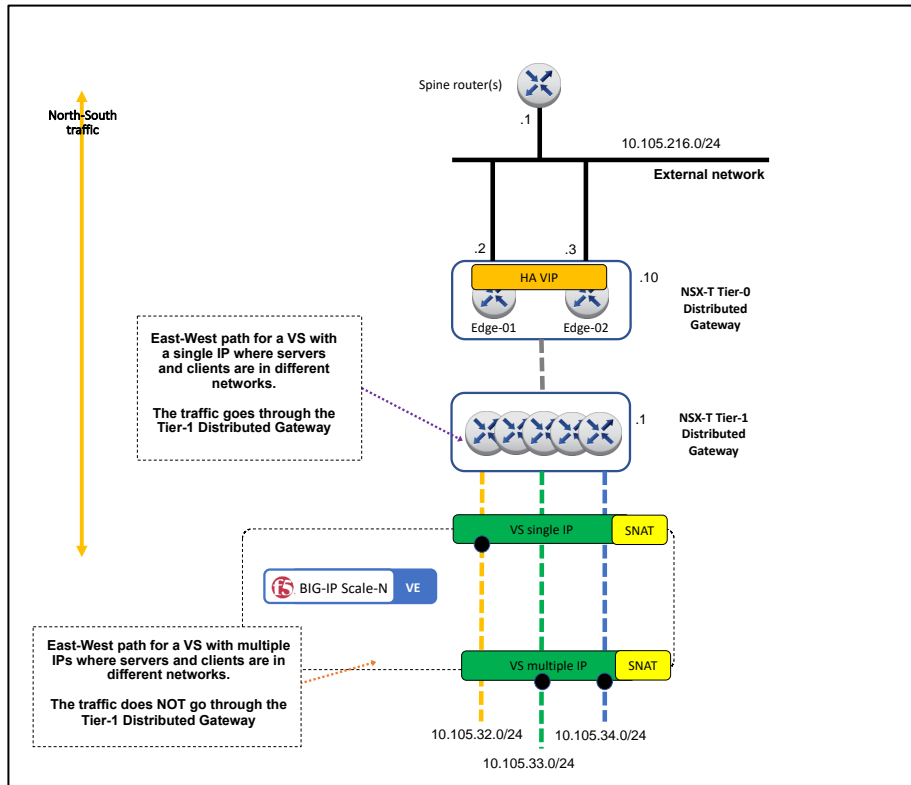 Spine router(s)
.1
North-South
traffic
10.105.216.0/24
External network
.2
.3
HA VIP
.10
Edge-01
Edge-02
NSX-T Tier-0
Distributed
Gateway
East-West path for a VS with
a single IP where servers
and clients are in different
networks.
The traffic goes through the
Tier-1 Distributed Gateway
.1
NSX-T Tier-1
Distributed
Gateway
VS single IP
SNAT
f5 BIG-IP Scale-N
VE
East-West path for a VS with multiple
IPs where servers and clients are in
different networks.
The traffic does NOT go through the
Tier-1 Distributed Gateway
VS multiple IP
SNAT
10.105.32.0/24
10.105.34.0/24
10.105.33.0/24